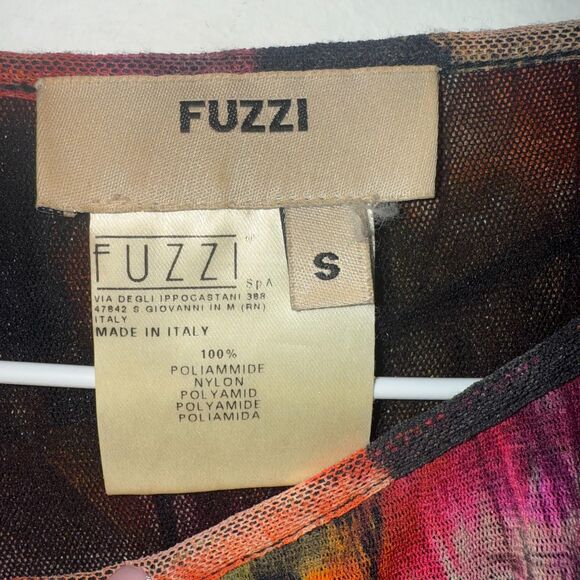 FUZZI
FUZZI
SpA
S
VIA DEGLI IPPOCASTANI 388
47842 S GIOVANNI IN M (RN)
ITALY
MADE IN ITALY
100%
POLIAMMIDE
NYLON
POLYAMID
POLYAMIDE
POLIAMIDA